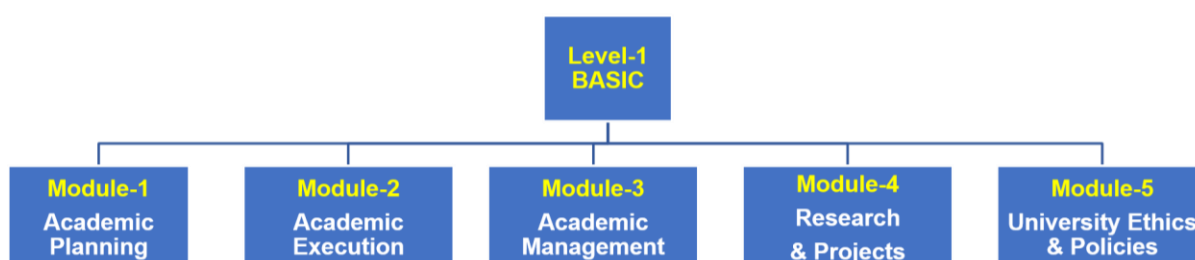 Level-1
BASIC
Module-1
Academic
Planning
Module-2
Academic
Execution
Module-3
Academic
Management
Module-4
Research
& Projects
Module-5
University Ethics
& Policies